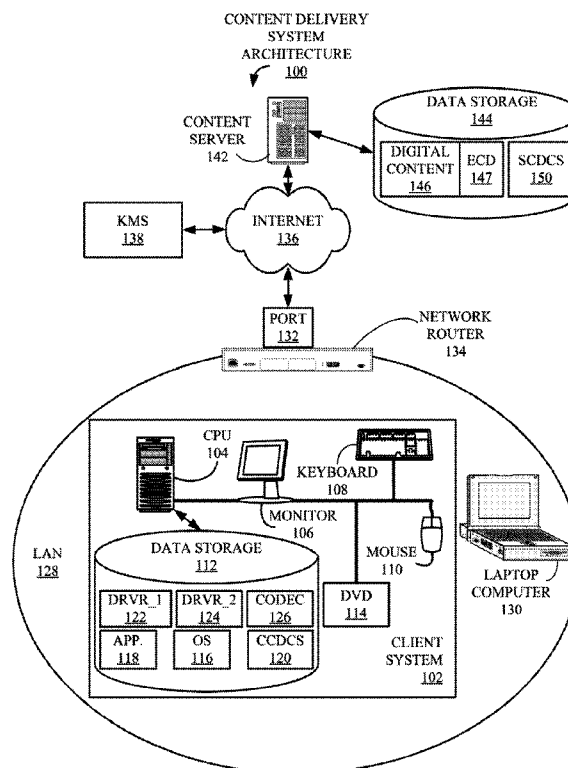 CONTENT DELIVERY
SYSTEM
ARCHITECTURE
100
CONTENT
SERVER
142
DATA STORAGE
144
DIGITAL
CONTENT
146
ECD
147
SCDCS
150
KMS
138
INTERNET
136
PORT
132
NETWORK
ROUTER
134
CPU
104
KEYBOARD
108
MONITOR
106
MOUSE
110
LAN
128
DATA STORAGE
112
DRVR_1
122
DRVR_2
124
CODEC
126
DVD
114
LAPTOP
COMPUTER
130
APP.
118
OS
116
CCDCS
120
CLIENT
SYSTEM
102